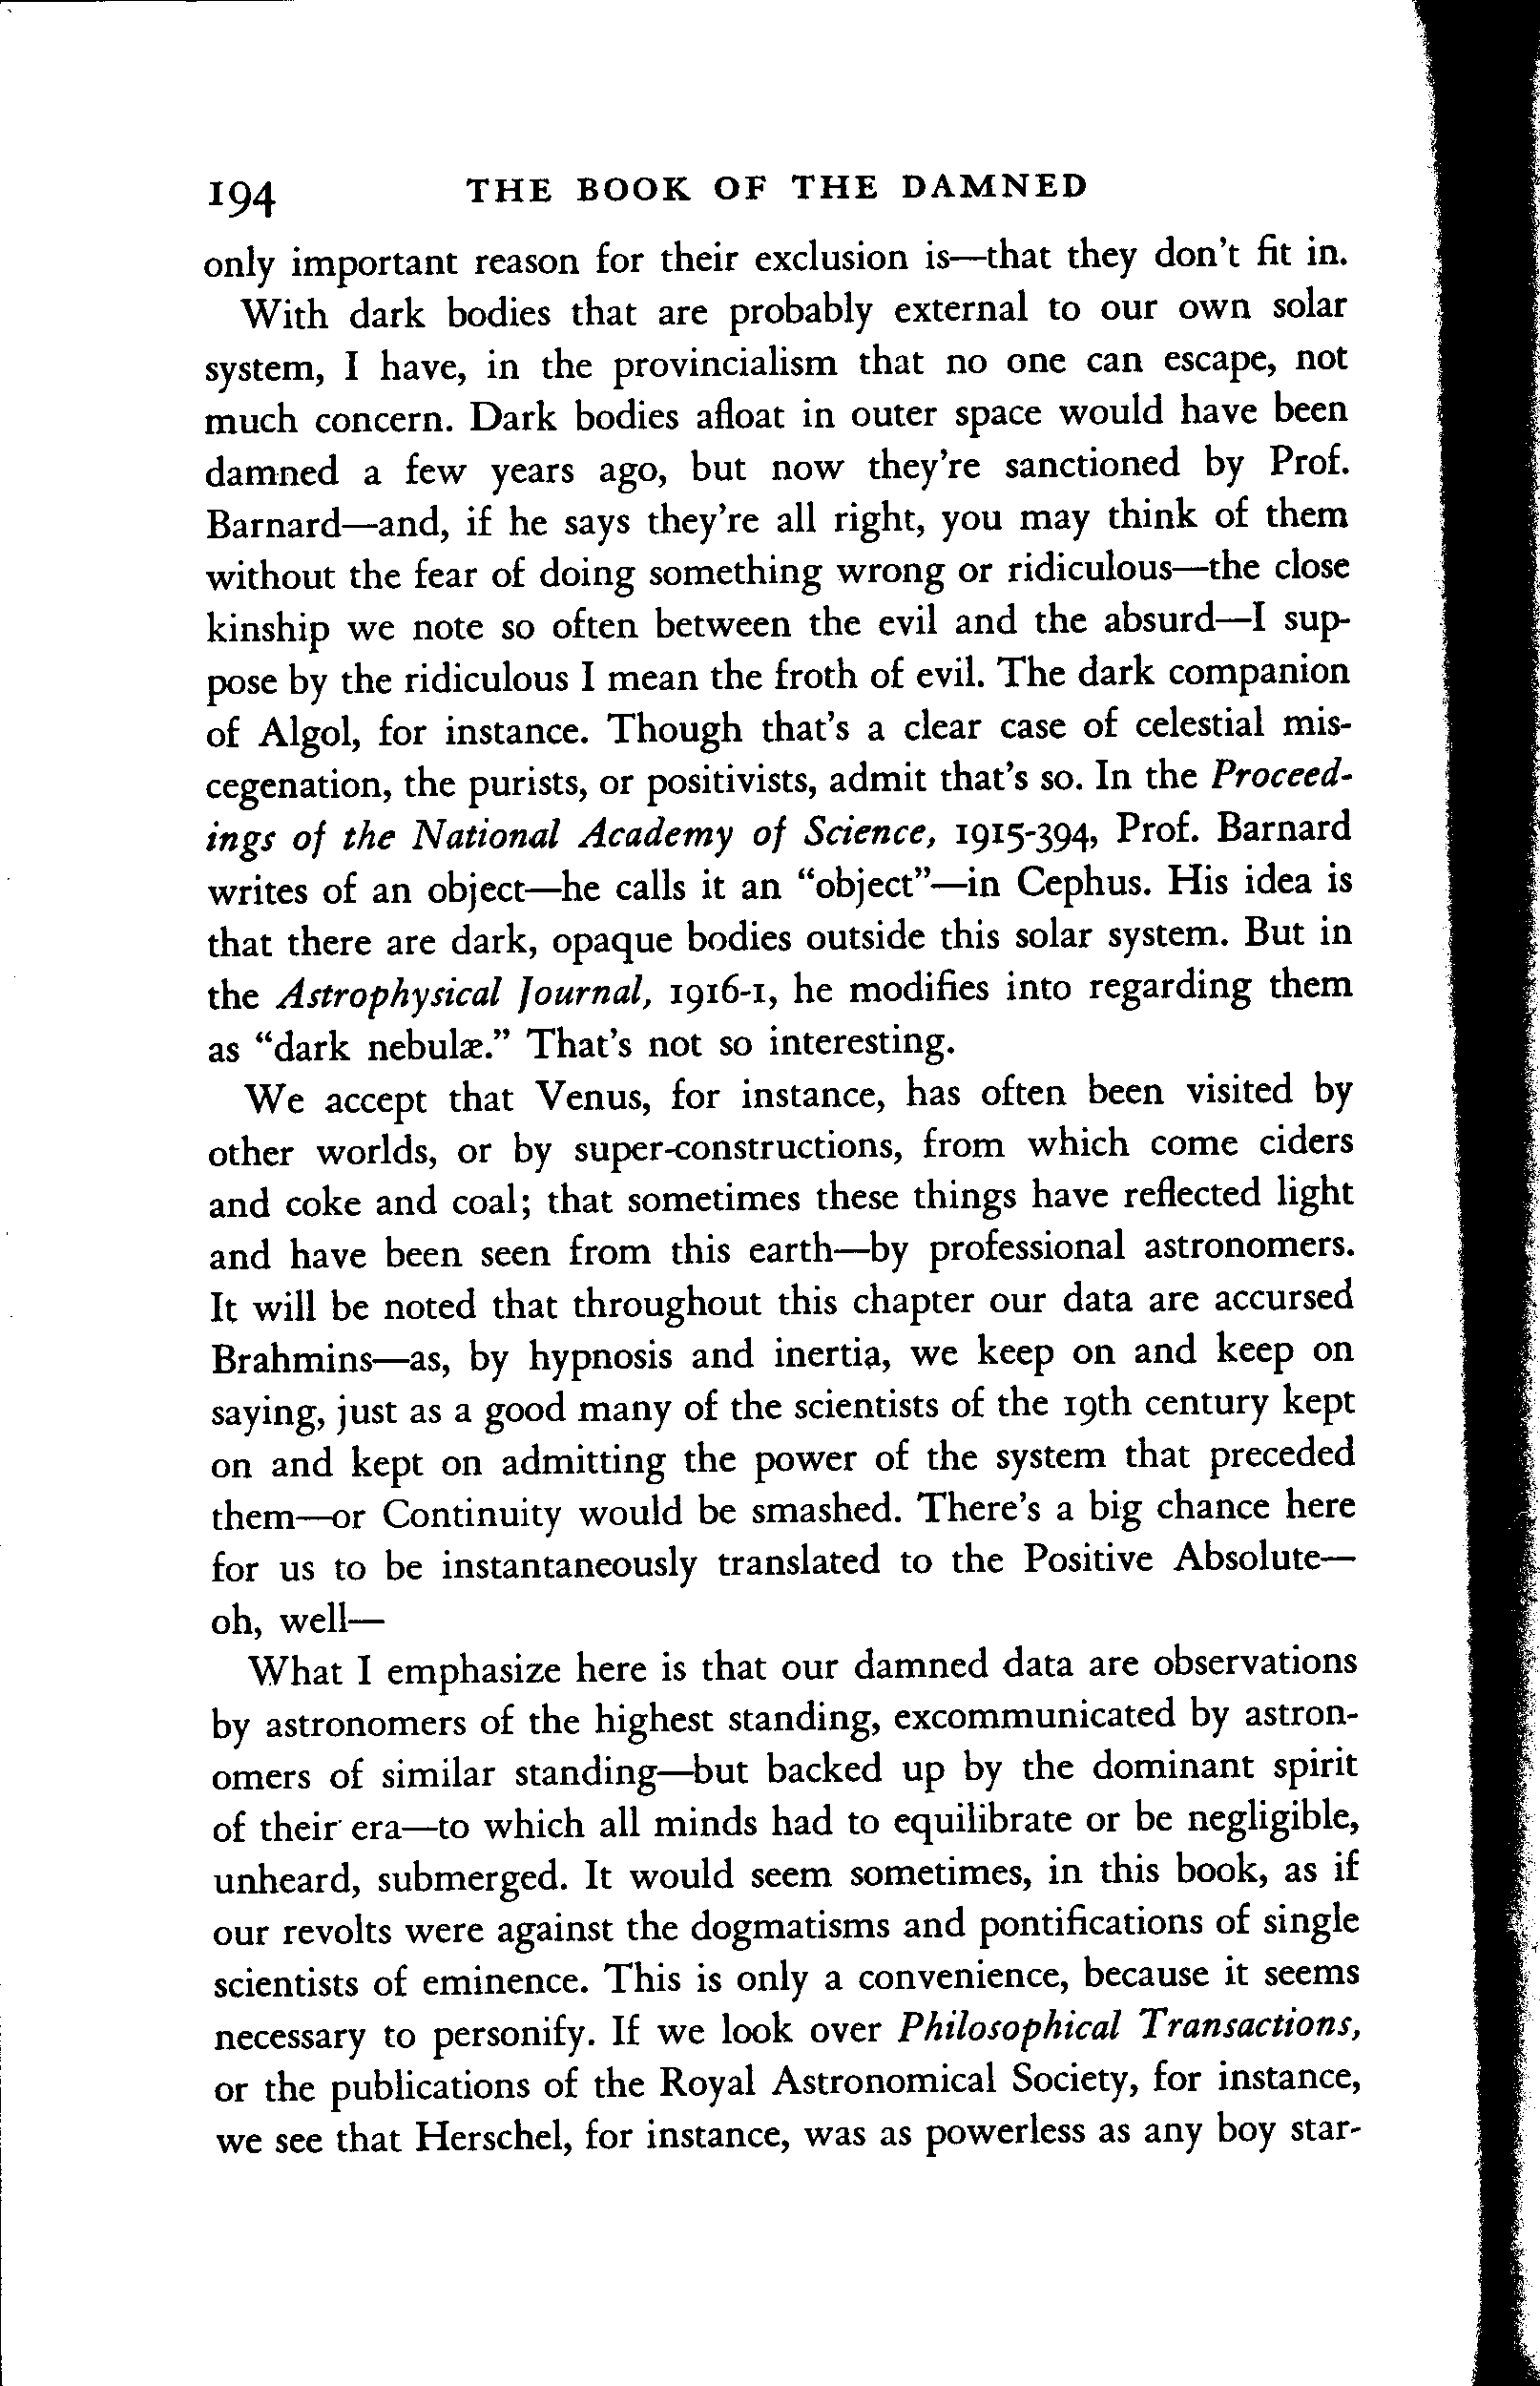 194 THE BOOK OF THE DAMNED
only important reason for their exclusion is—that they don't fit in.
With dark bodies that are probably external to our own solar
system, I have, in the provincialism that no one can escape, not
much concern. Dark bodies afloat in outer space would have been
damned a few years ago, but now they're sanctioned by Prof.
Barnard—and, if he says they're all right, you may think of them
without the fear of doing something wrong or ridiculous—the close
kinship we note so often between the evil and the absurd—I sup-
pose by the ridiculous I mean the froth of evil. The dark companion
of Algol, for instance. Though that's a clear case of celestial mis-
cegenation, the purists, or positivists, admit that's so. In the Proceed-
ings of the National Academy of Science, 1915-394, Prof. Barnard
writes of an object—he calls it an "object"—in Cephus. His idea is
that there are dark, opaque bodies outside this solar system. But in
the Astrophysical Journal, 1916-1, he modifies into regarding them
as "dark nebulæ." That's not so interesting.
We accept that Venus, for instance, has often been visited by
other worlds, or by super-constructions, from which come ciders
and coke and coal; that sometimes these things have reflected light
and have been seen from this earth—by professional astronomers.
It will be noted that throughout this chapter our data are accursed
Brahmins—as, by hypnosis and inertia, we keep on and keep on
saying, just as a good many of the scientists of the 19th century kept
on and kept on admitting the power of the system that preceded
them—or Continuity would be smashed. There's a big chance here
for us to be instantaneously translated to the Positive Absolute—
oh, well—
What I emphasize here is that our damned data are observations
by astronomers of the highest standing, excommunicated by astron-
omers of similar standing—but backed up by the dominant spirit
of their era—to which all minds had to equilibrate or be negligible,
unheard, submerged. It would seem sometimes, in this book, as if
our revolts were against the dogmatisms and pontifications of single
scientists of eminence. This is only a convenience, because it seems
necessary to personify. If we look over Philosophical Transactions,
or the publications of the Royal Astronomical Society, for instance,
we see that Herschel, for instance, was as powerless as any boy star-